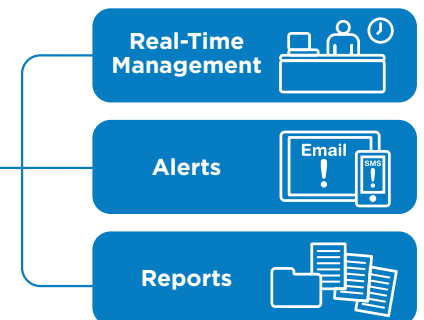 Real-Time
Management
Alerts
Email
!
SMS
!
Reports